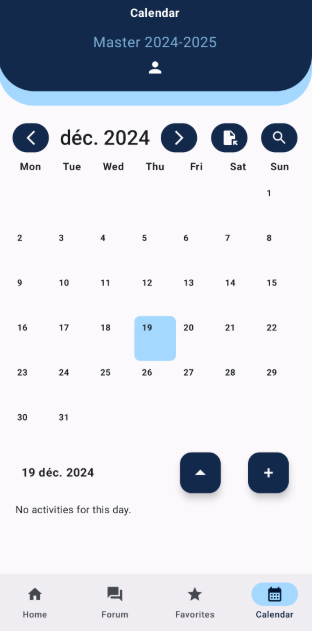 Calendar
Master 2024-2025
déc. 2024
Mon Tue Wed Thu Fri Sat Sun
1
2 3 4 5 6 7 8
9 10 11 12 13 14 15
16 17 18 19 20 21 22
23 24 25 26 27 28 29
30 31
19 déc. 2024
No activities for this day.
Home Forum Favorites Calendar